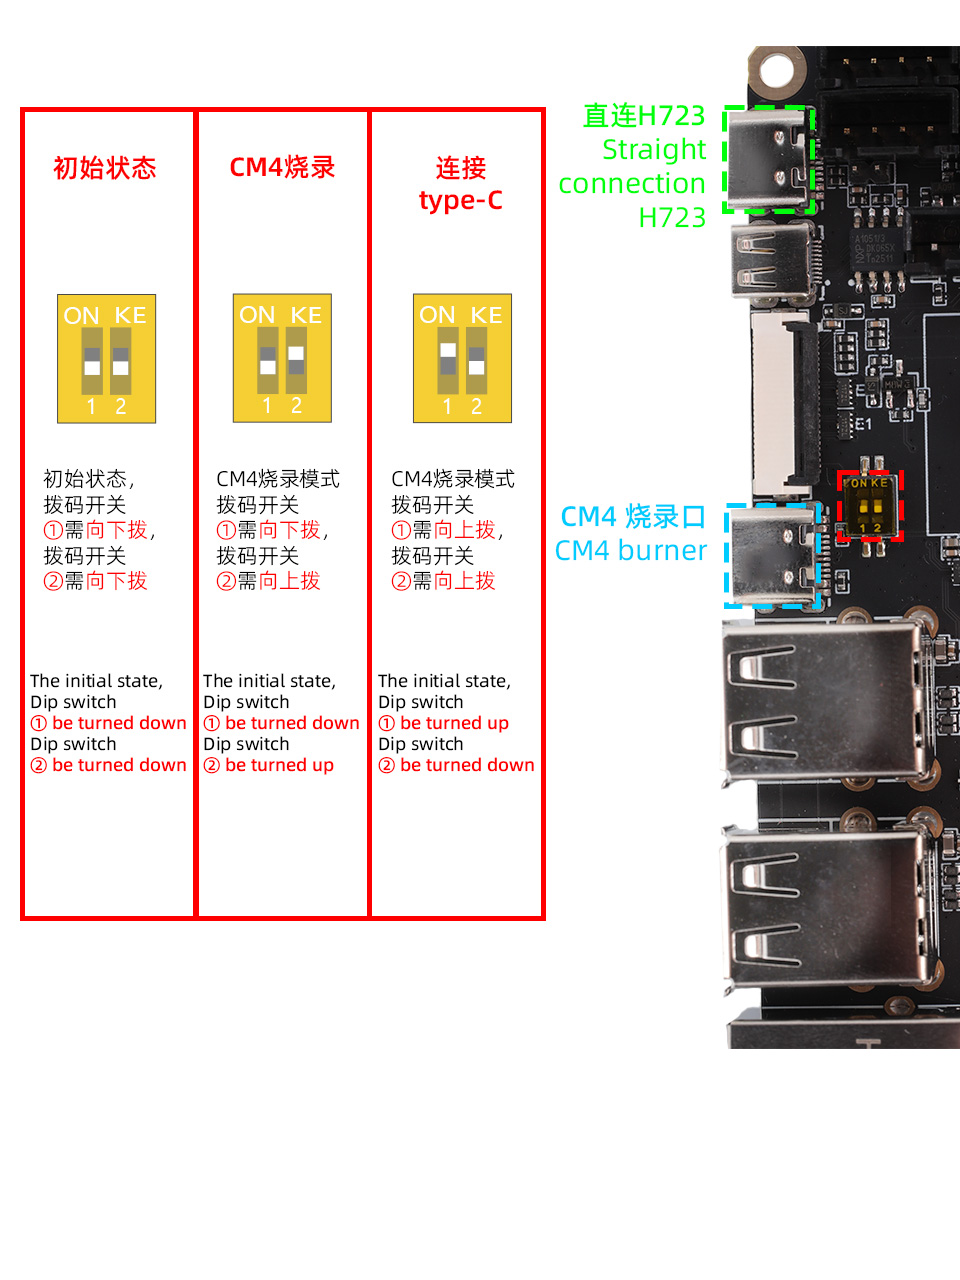 初始状态
ON KE
1 2
初始状态，
拨码开关
①需向下拨，
拨码开关
②需向下拨
The initial state,
Dip switch
① be turned down
Dip switch
② be turned down
CM4烧录
ON KE
1 2
CM4烧录模式
拨码开关
①需向下拨，
拨码开关
②需向上拨
The initial state,
Dip switch
① be turned down
Dip switch
② be turned up
连接
type-C
ON KE
1 2
CM4烧录模式
拨码开关
①需向上拨，
拨码开关
②需向上拨
The initial state,
Dip switch
① be turned up
Dip switch
② be turned down
直连H723
Straight
connection
H723
CM4 烧录口
CM4 burner
A1051/3
E1
ON KE
1 2